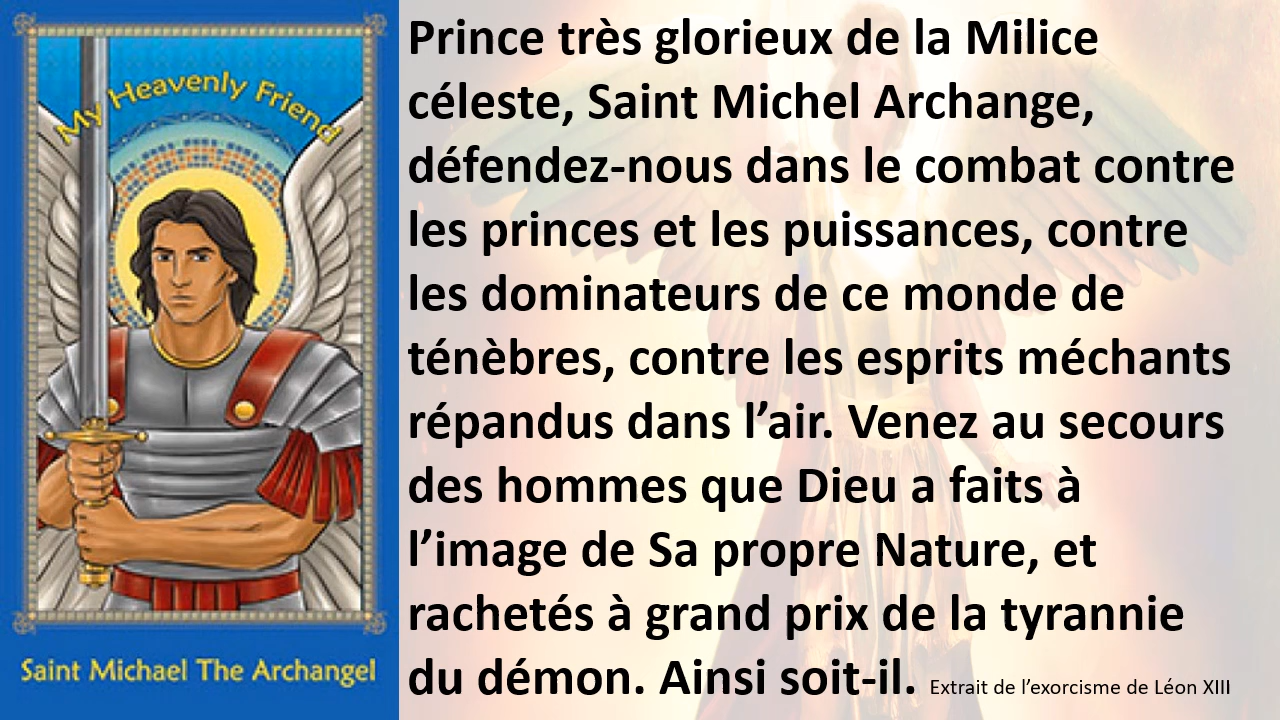 My Heavenly Friend
Saint Michael The Archangel
Prince très glorieux de la Milice
céleste, Saint Michel Archange,
défendez-nous dans le combat contre
les princes et les puissances, contre
les dominateurs de ce monde de
ténèbres, contre les esprits méchants
répandus dans l’air. Venez au secours
des hommes que Dieu a faits à
l’image de Sa propre Nature, et
rachetés à grand prix de la tyrannie
du démon. Ainsi soit-il. Extrait de l’exorcisme de Léon XIII